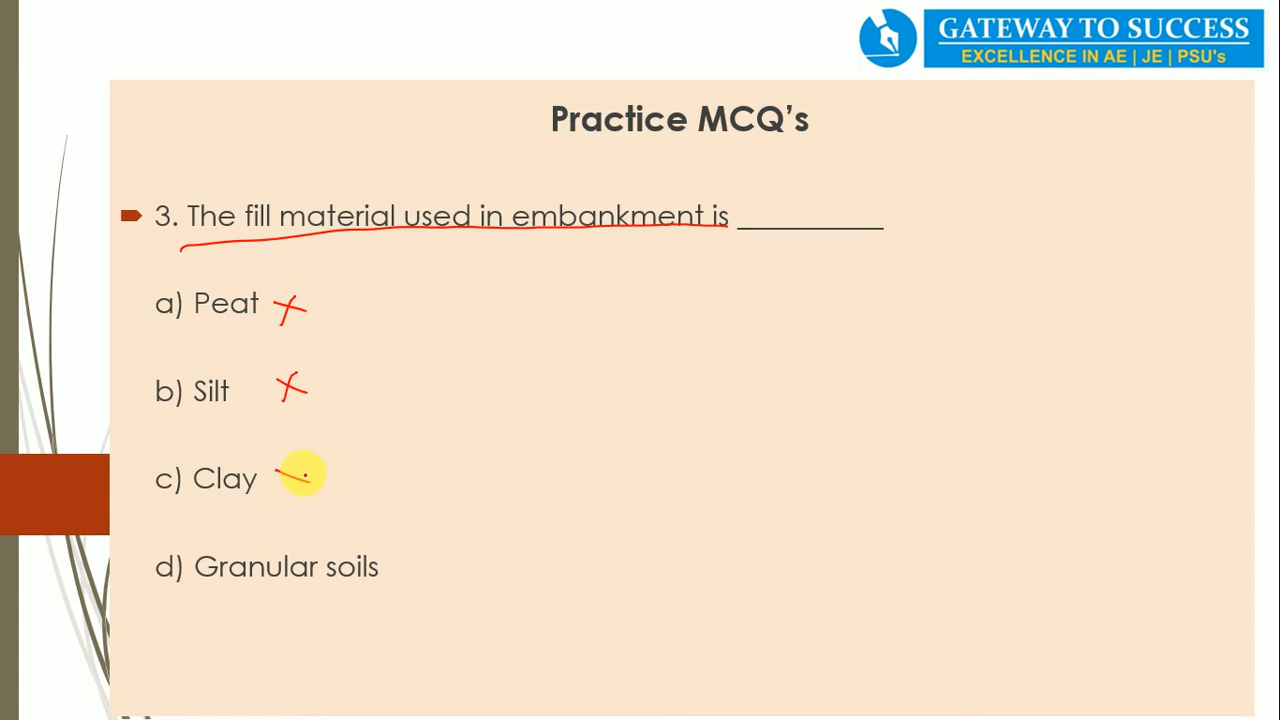 GATEWAY TO SUCCESS
EXCELLENCE IN AE | JE | PSU's
Practice MCQ’s
3. The fill material used in embankment is __________
a) Peat
b) Silt
c) Clay
d) Granular soils